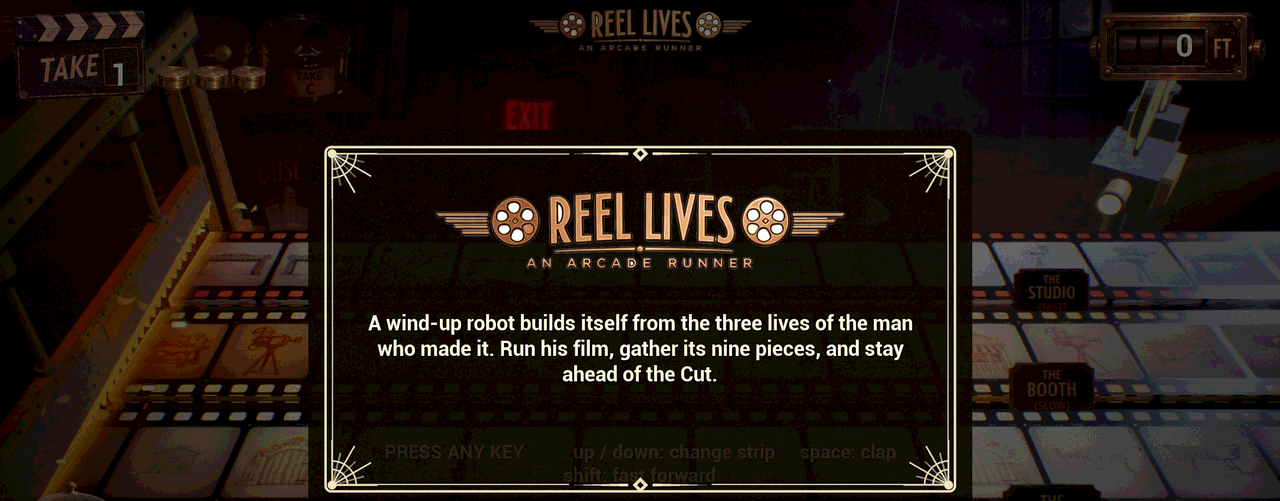 REEL LIVES
AN ARCADE RUNNER
TAKE 1
0 FT.
TAKE
C
EXIT
REEL LIVES
AN ARCADE RUNNER
THE
STUDIO
(FAST)
A wind-up robot builds itself from the three lives of the man
who made it. Run his film, gather its nine pieces, and stay
ahead of the Cut.
THE
BOOTH
(SLOW)
PRESS ANY KEY up / down: change strip space: clap
shift: fast forward
THE